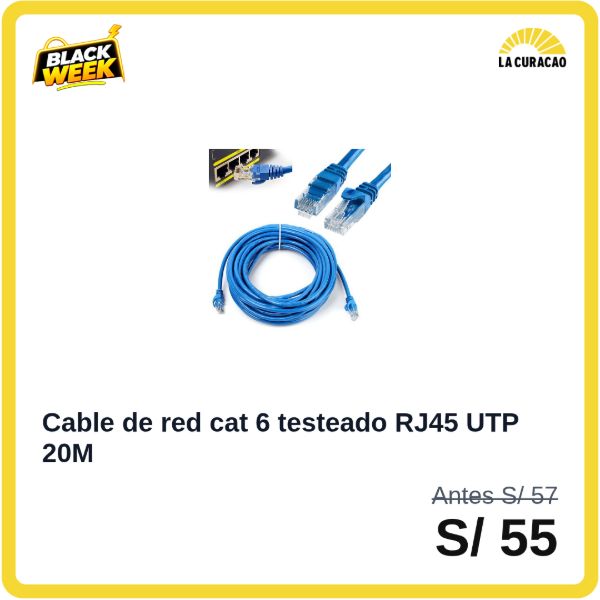 BLACK
WEEK
LA CURACAO
Cable de red cat 6 testeado RJ45 UTP
20M
Antes S/ 57
S/ 55